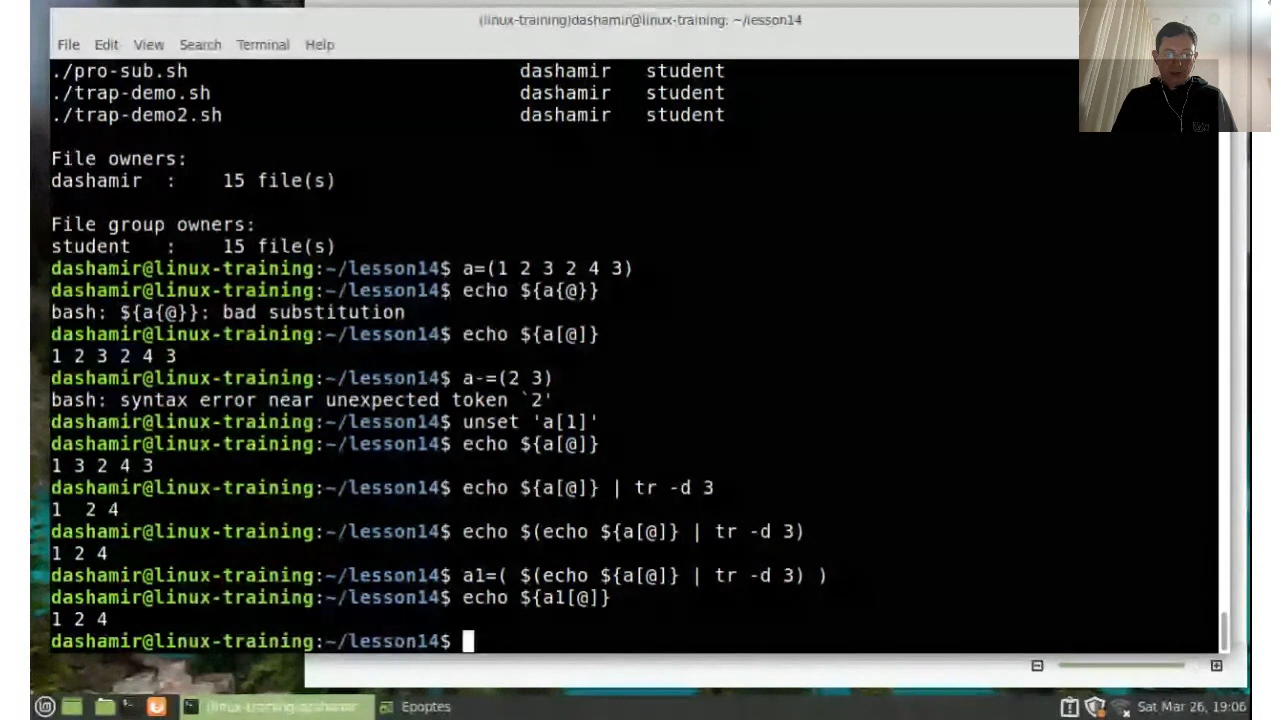 (linux-training)dashamir@linux-training: ~/lesson14
File Edit View Search Terminal Help
./pro-sub.sh dashamir student
./trap-demo.sh dashamir student
./trap-demo2.sh dashamir student
File owners:
dashamir : 15 file(s)
File group owners:
student : 15 file(s)
dashamir@linux-training:~/lesson14$ a=(1 2 3 2 4 3)
dashamir@linux-training:~/lesson14$ echo ${a{@}}
bash: ${a{@}}: bad substitution
dashamir@linux-training:~/lesson14$ echo ${a[@]}
1 2 3 2 4 3
dashamir@linux-training:~/lesson14$ a-=(2 3)
bash: syntax error near unexpected token `2'
dashamir@linux-training:~/lesson14$ unset 'a[1]'
dashamir@linux-training:~/lesson14$ echo ${a[@]}
1 3 2 4 3
dashamir@linux-training:~/lesson14$ echo ${a[@]} | tr -d 3
1  2 4
dashamir@linux-training:~/lesson14$ echo $(echo ${a[@]} | tr -d 3)
1 2 4
dashamir@linux-training:~/lesson14$ a1=( $(echo ${a[@]} | tr -d 3) )
dashamir@linux-training:~/lesson14$ echo ${a1[@]}
1 2 4
dashamir@linux-training:~/lesson14$
Epoptes Sat Mar 26, 19:06